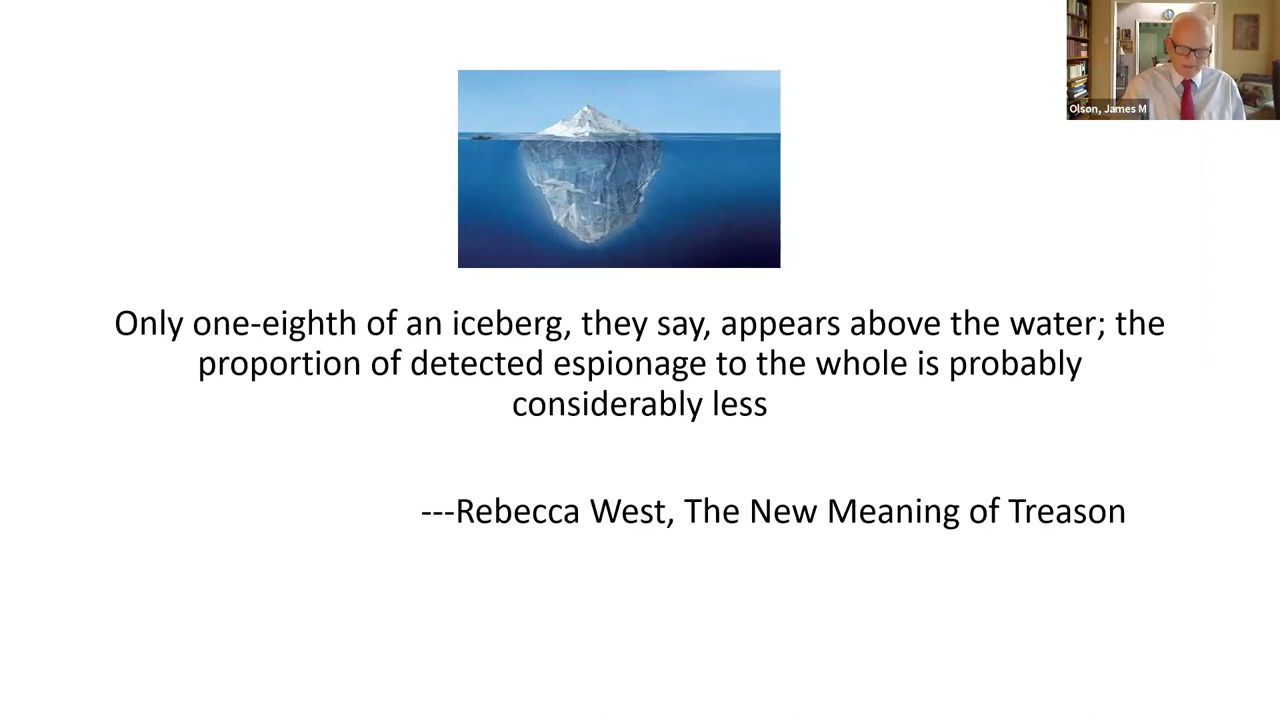 Olson, James M
Only one-eighth of an iceberg, they say, appears above the water; the
proportion of detected espionage to the whole is probably
considerably less
---Rebecca West, The New Meaning of Treason